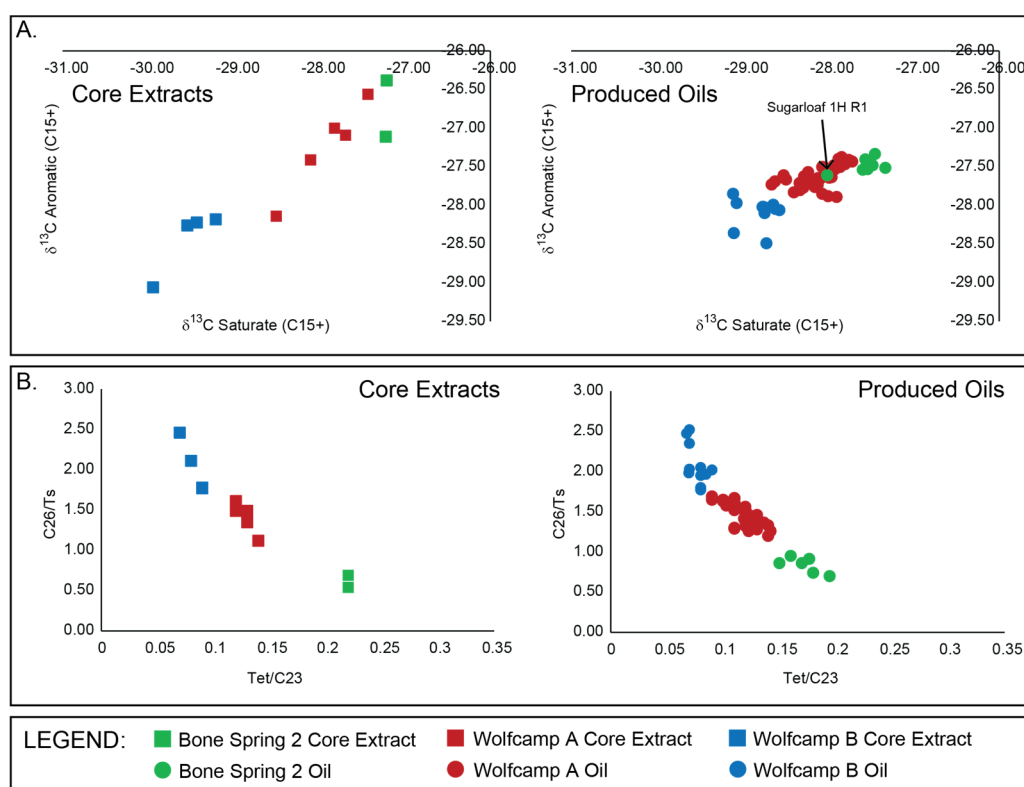 A.
-31.00 -30.00 -29.00 -28.00 -27.00 -26.00
Core Extracts
-26.00
-26.50
-27.00
-27.50
-28.00
-28.50
-29.00
-29.50
δ13C Aromatic (C15+)
δ13C Saturate (C15+)
-31.00 -30.00 -29.00 -28.00 -27.00 -26.00
Produced Oils
Sugarloaf 1H R1
-26.00
-26.50
-27.00
-27.50
-28.00
-28.50
-29.00
-29.50
δ13C Aromatic (C15+)
δ13C Saturate (C15+)
B.
Core Extracts
3.00
2.50
2.00
1.50
1.00
0.50
0.00
C26/Ts
0 0.05 0.1 0.15 0.2 0.25 0.3 0.35
Tet/C23
Produced Oils
3.00
2.50
2.00
1.50
1.00
0.50
0.00
C26/Ts
0 0.05 0.1 0.15 0.2 0.25 0.3 0.35
Tet/C23
LEGEND: Bone Spring 2 Core Extract Wolfcamp A Core Extract Wolfcamp B Core Extract
Bone Spring 2 Oil Wolfcamp A Oil Wolfcamp B Oil